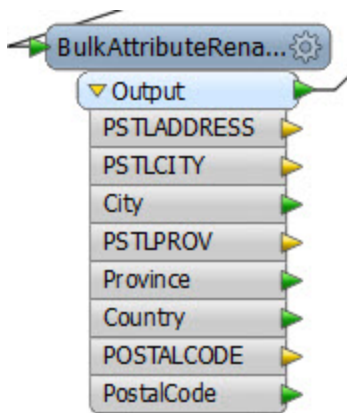 BulkAttributeRena...
Output
PSTLADDRESS
PSTLCITY
City
PSTLPROV
Province
Country
POSTALCODE
PostalCode